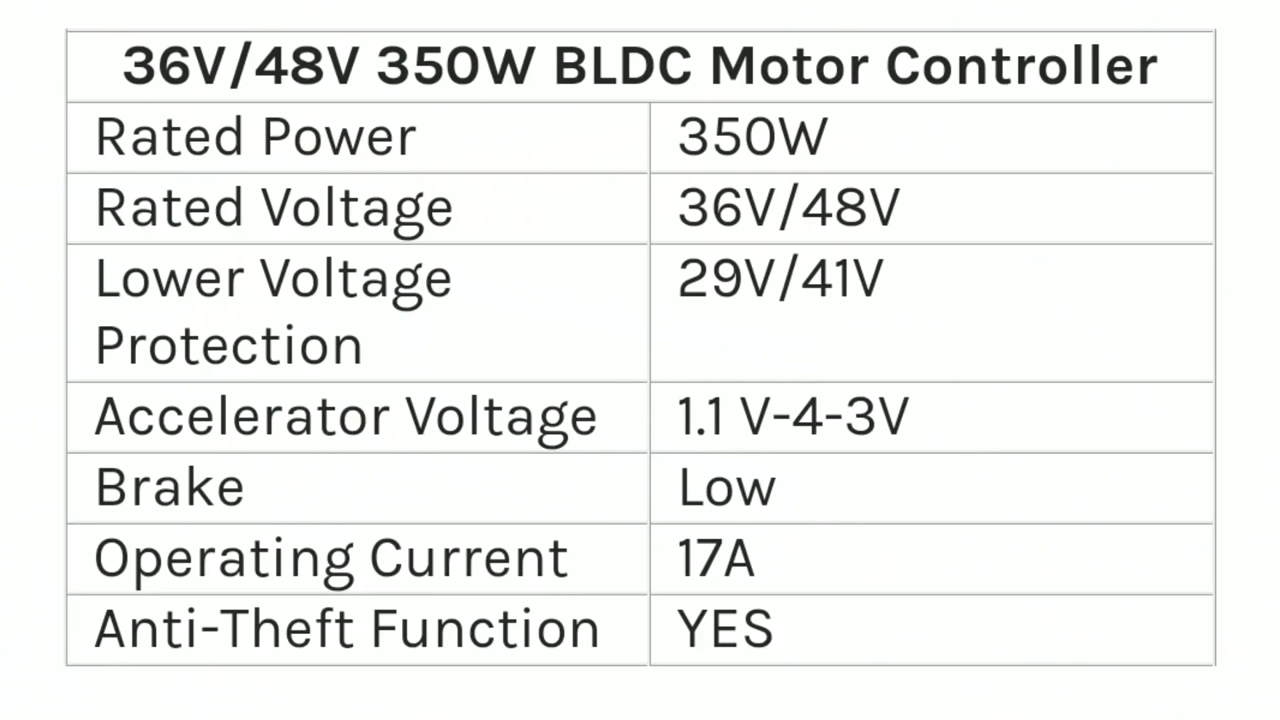 36V/48V 350W BLDC Motor Controller
Rated Power 350W
Rated Voltage 36V/48V
Lower Voltage 29V/41V
Protection
Accelerator Voltage 1.1 V-4-3V
Brake Low
Operating Current 17A
Anti-Theft Function YES